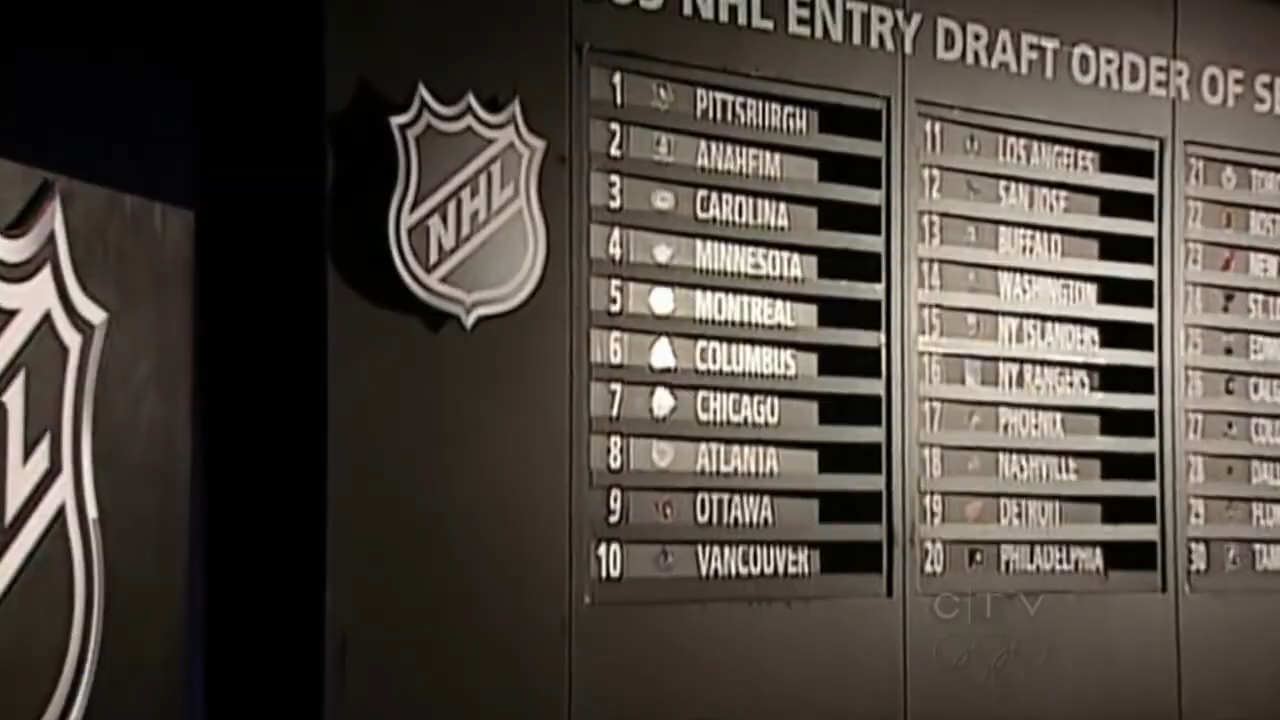 NHL ENTRY DRAFT ORDER OF
NHL
1 PITTSBURGH
2 ANAHEIM
3 CAROLINA
4 MINNESOTA
5 MONTREAL
6 COLUMBUS
7 CHICAGO
8 ATLANTA
9 OTTAWA
10 VANCOUVER
11 LOS ANGELES
12 SAN JOSE
13 BUFFALO
14 WASHINGTON
15 NY ISLANDERS
16 NY RANGERS
17 PHOENIX
18 NASHVILLE
19 DETROIT
20 PHILADELPHIA
21
22
23 NEW
24 ST
25
26
27
28
29
30
L
CTV